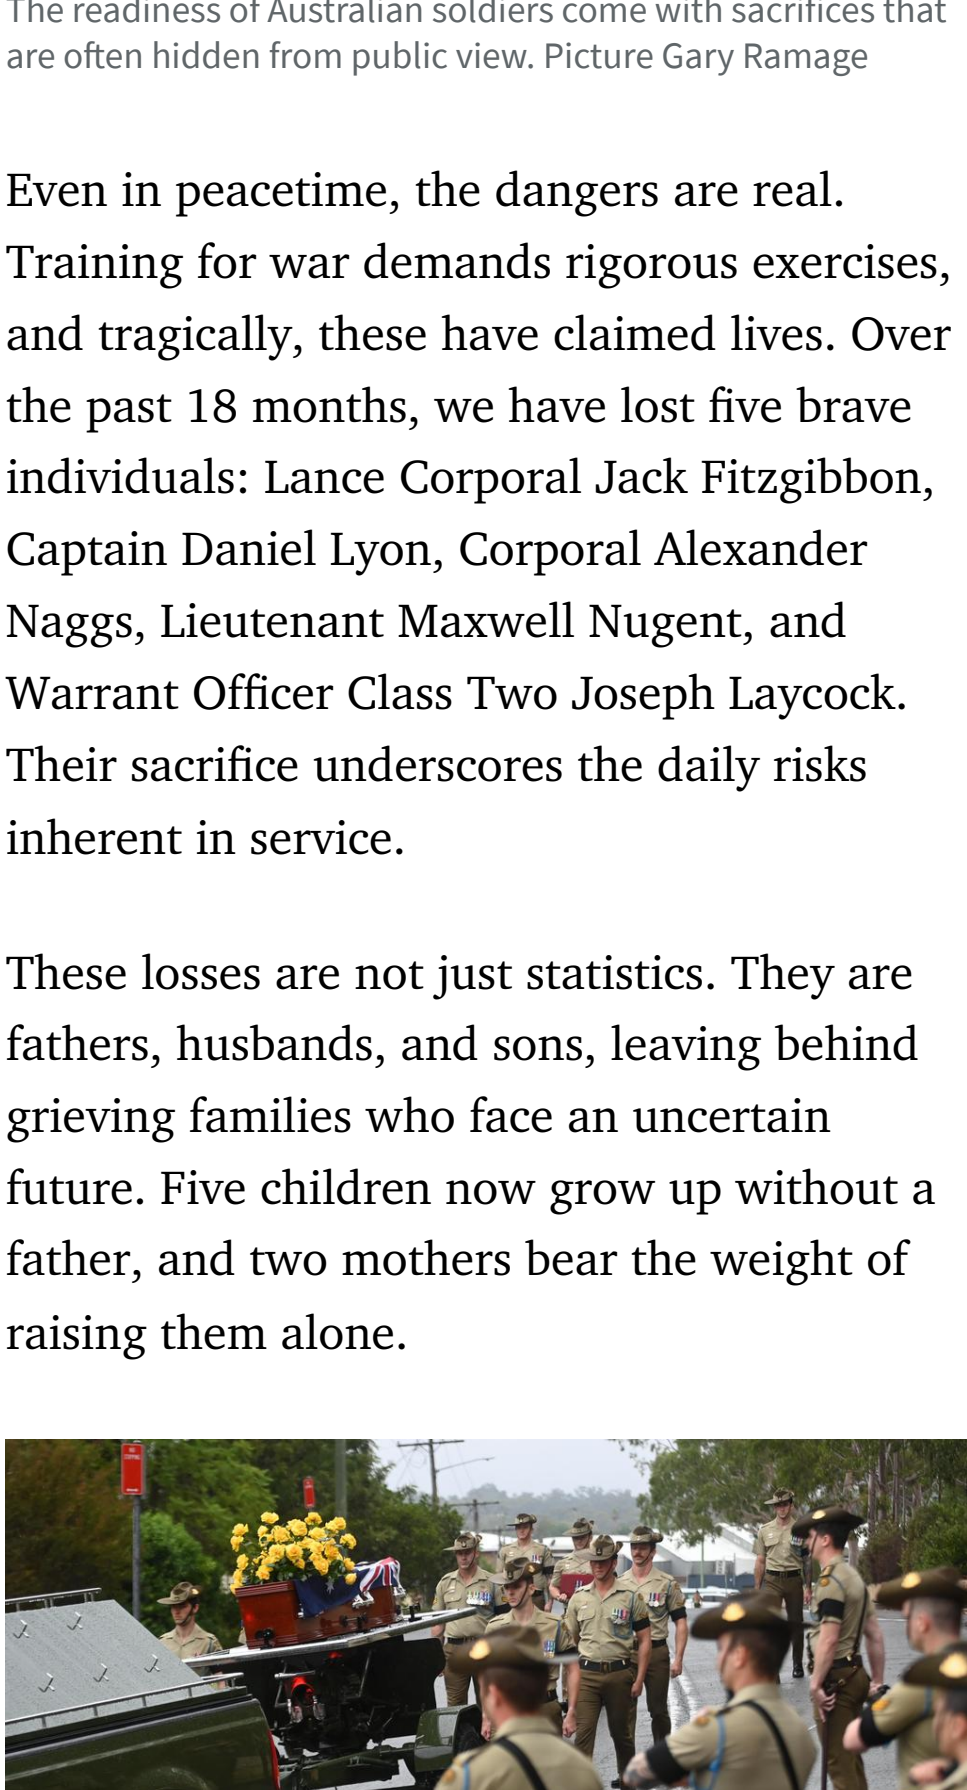 The readiness of Australian soldiers come with sacrifices that
are often hidden from public view. Picture Gary Ramage
Even in peacetime, the dangers are real.
Training for war demands rigorous exercises,
and tragically, these have claimed lives. Over
the past 18 months, we have lost five brave
individuals: Lance Corporal Jack Fitzgibbon,
Captain Daniel Lyon, Corporal Alexander
Naggs, Lieutenant Maxwell Nugent, and
Warrant Officer Class Two Joseph Laycock.
Their sacrifice underscores the daily risks
inherent in service.
These losses are not just statistics. They are
fathers, husbands, and sons, leaving behind
grieving families who face an uncertain
future. Five children now grow up without a
father, and two mothers bear the weight of
raising them alone.
NO
STOPPING